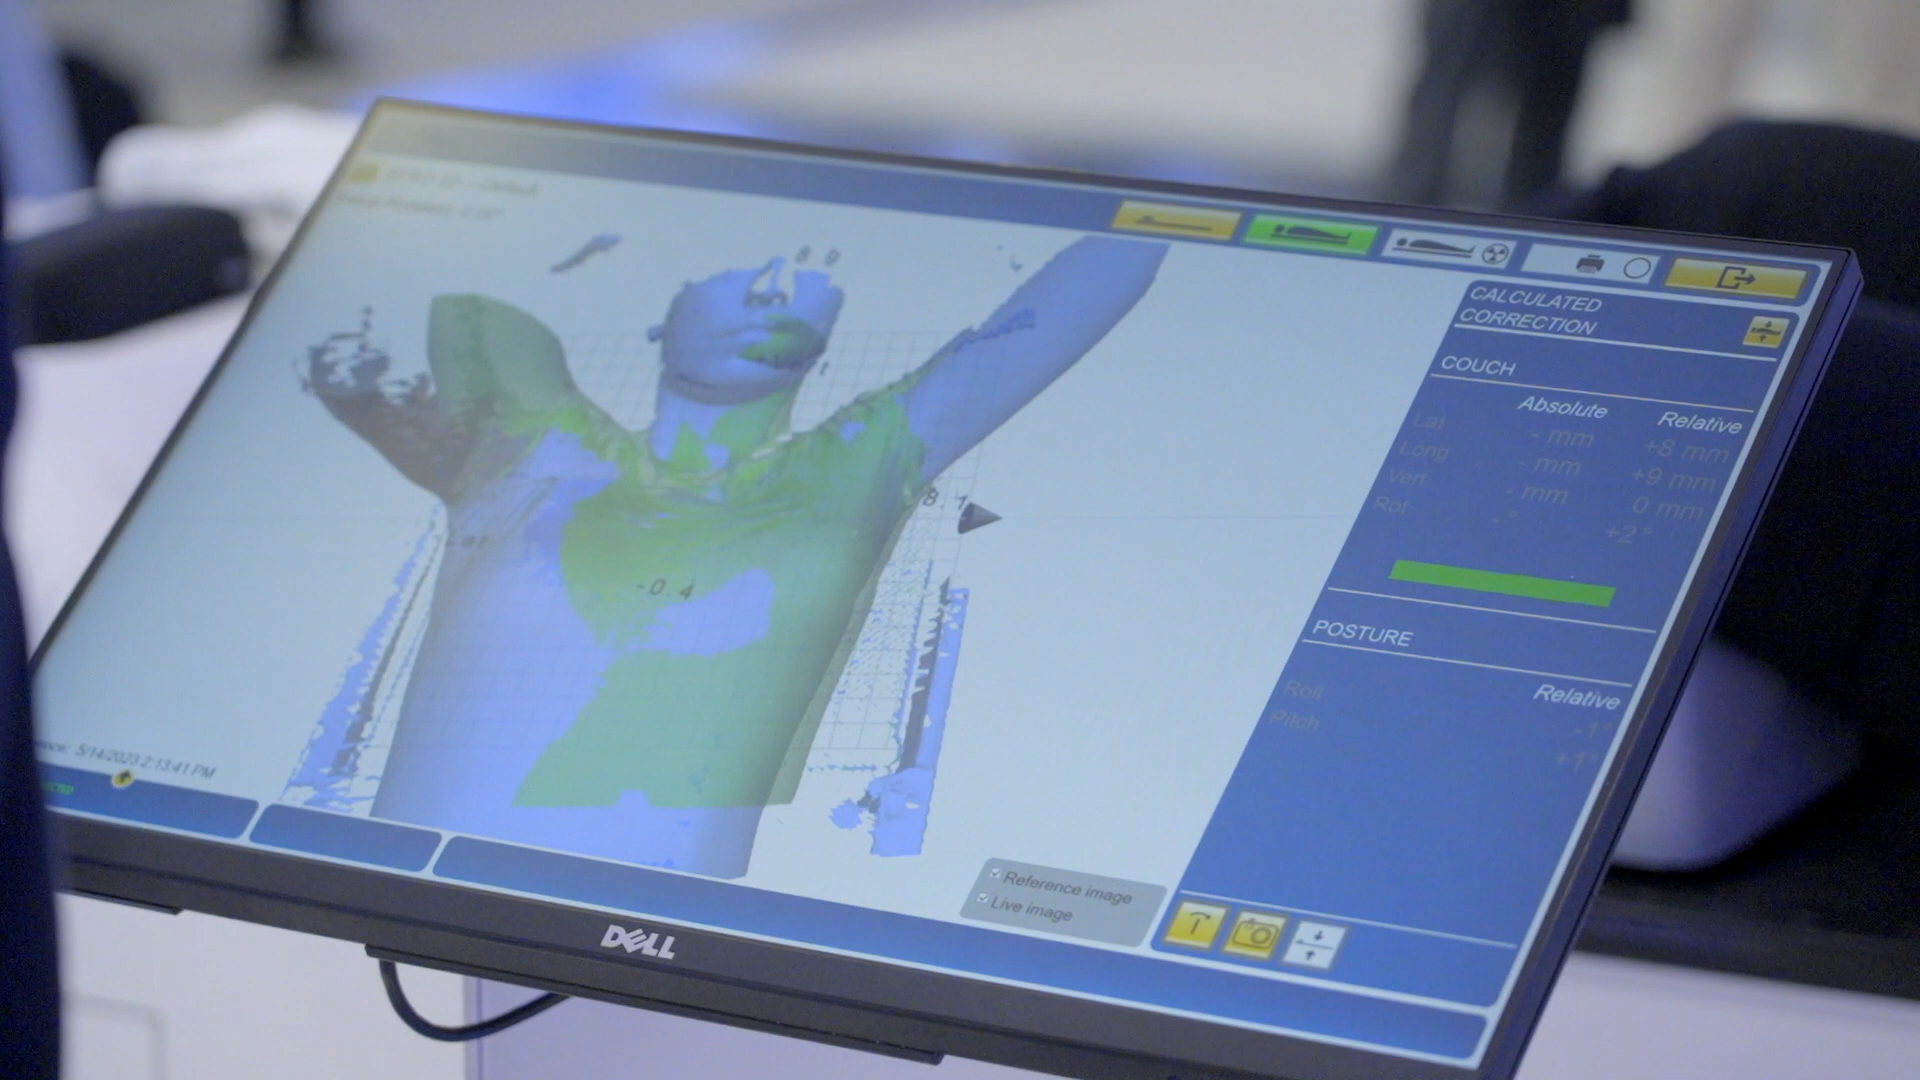 8 9
CALCULATED
CORRECTION
COUCH
Absolute Relative
Lat - mm +8 mm
Long - mm +9 mm
Vert - mm 0 mm
Rot - ° +2°
8 1
Lat
-0.4
POSTURE
Relative
Roll -1°
Pitch +1°
5/14/2023 2:13:41 PM
Reference image
Live image
DELL